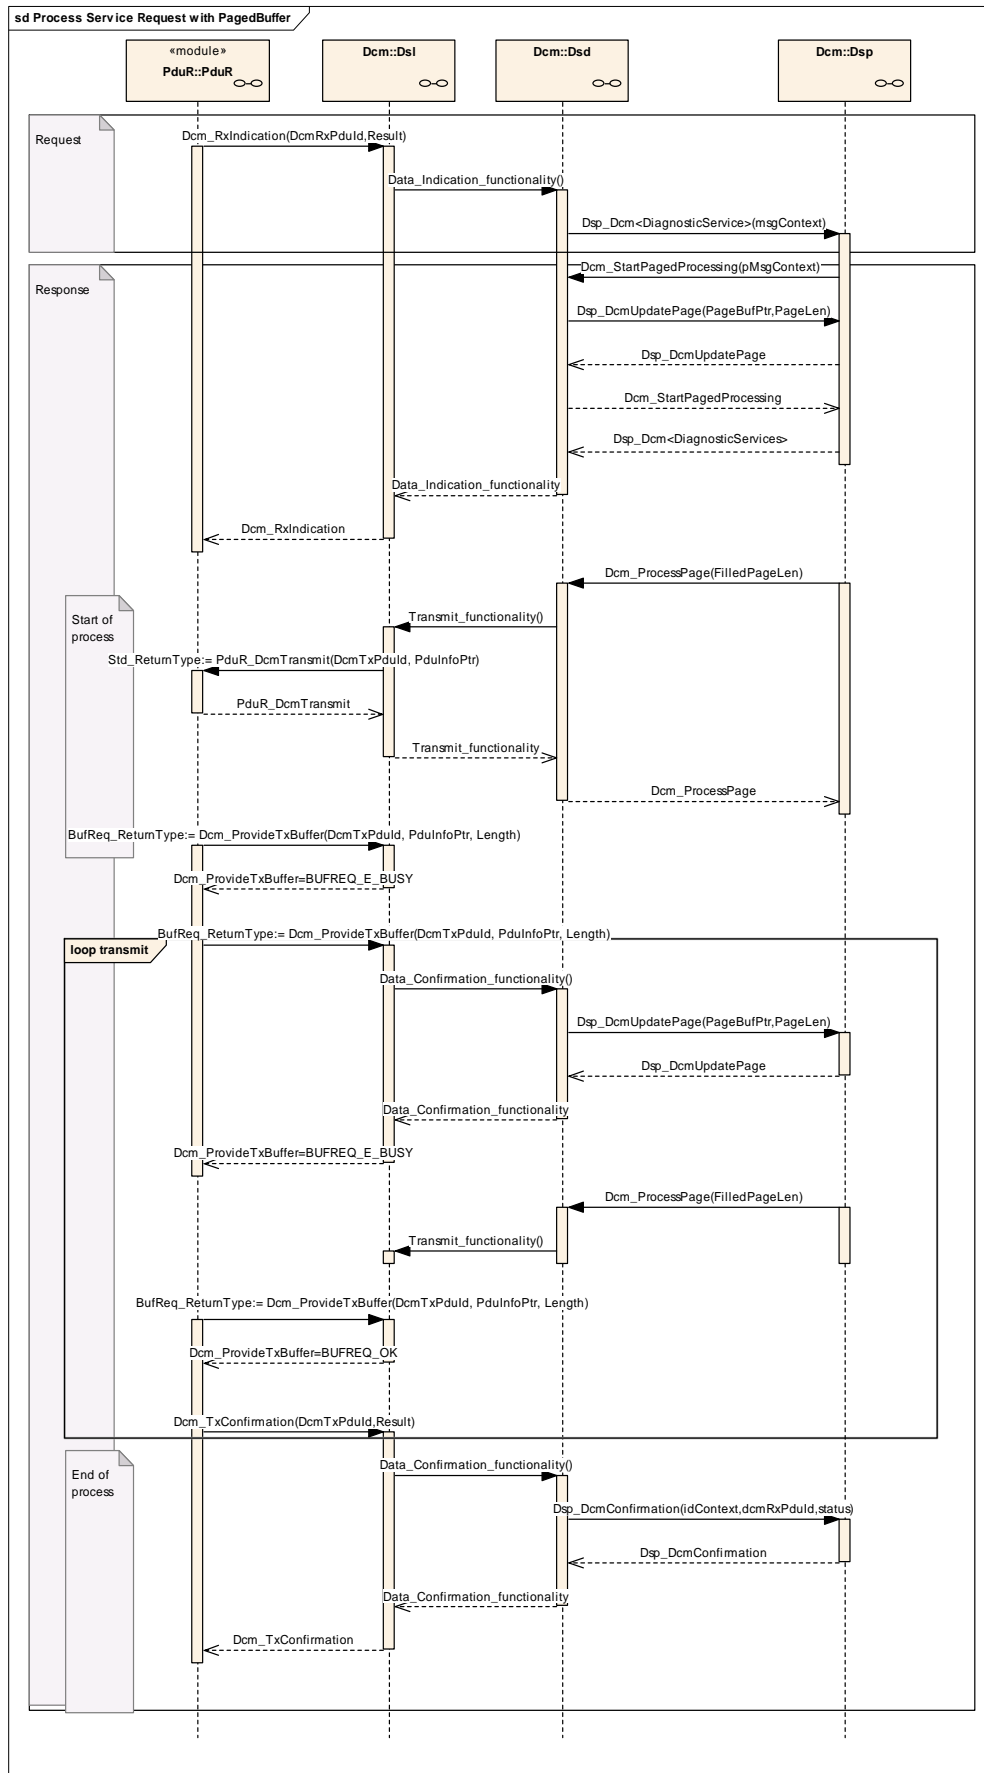 sd Process Service Request with PagedBuffer
«module»
PduR::PduR
Dcm::Dsl
Dcm::Dsd
Dcm::Dsp
Request
Dcm_RxIndication(DcmRxPduId,Result)
Data_Indication_functionality()
Dsp_Dcm<DiagnosticService>(msgContext)
Response
Dcm_StartPagedProcessing(pMsgContext)
Dsp_DcmUpdatePage(PageBufPtr,PageLen)
Dsp_DcmUpdatePage
Dcm_StartPagedProcessing
Dsp_Dcm<DiagnosticServices>
Data_Indication_functionality
Dcm_RxIndication
Dcm_ProcessPage(FilledPageLen)
Start of
process
Transmit_functionality()
Std_ReturnType:= PduR_DcmTransmit(DcmTxPduId, PduInfoPtr)
PduR_DcmTransmit
Transmit_functionality
Dcm_ProcessPage
BufReq_ReturnType:= Dcm_ProvideTxBuffer(DcmTxPduId, PduInfoPtr, Length)
Dcm_ProvideTxBuffer=BUFREQ_E_BUSY
loop transmit
BufReq_ReturnType:= Dcm_ProvideTxBuffer(DcmTxPduId, PduInfoPtr, Length)
Data_Confirmation_functionality()
Dsp_DcmUpdatePage(PageBufPtr,PageLen)
Dsp_DcmUpdatePage
Data_Confirmation_functionality
Dcm_ProvideTxBuffer=BUFREQ_E_BUSY
Dcm_ProcessPage(FilledPageLen)
Transmit_functionality()
BufReq_ReturnType:= Dcm_ProvideTxBuffer(DcmTxPduId, PduInfoPtr, Length)
Dcm_ProvideTxBuffer=BUFREQ_OK
Dcm_TxConfirmation(DcmTxPduId,Result)
End of
process
Data_Confirmation_functionality()
Dsp_DcmConfirmation(idContext,dcmRxPduId,status)
Dsp_DcmConfirmation
Data_Confirmation_functionality
Dcm_TxConfirmation